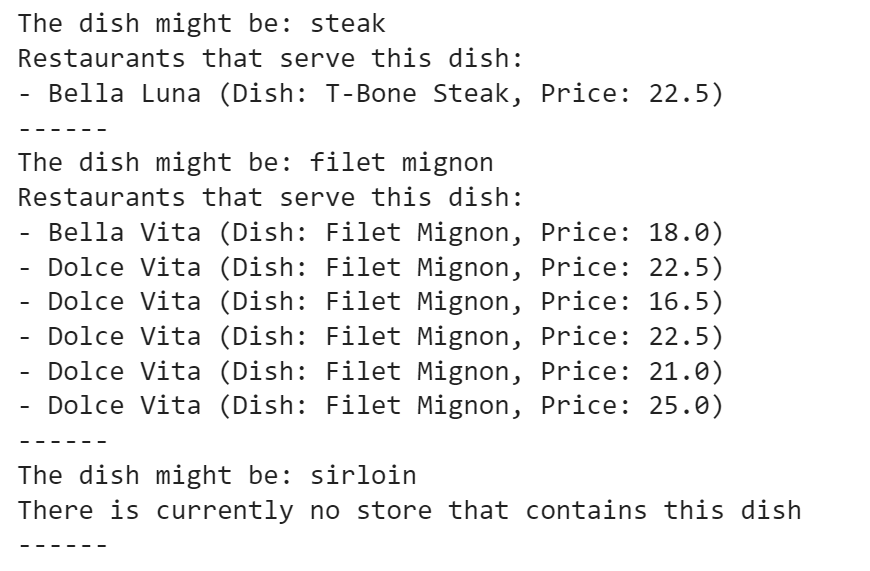 The dish might be: steak
Restaurants that serve this dish:
- Bella Luna (Dish: T-Bone Steak, Price: 22.5)
------
The dish might be: filet mignon
Restaurants that serve this dish:
- Bella Vita (Dish: Filet Mignon, Price: 18.0)
- Dolce Vita (Dish: Filet Mignon, Price: 22.5)
- Dolce Vita (Dish: Filet Mignon, Price: 16.5)
- Dolce Vita (Dish: Filet Mignon, Price: 22.5)
- Dolce Vita (Dish: Filet Mignon, Price: 21.0)
- Dolce Vita (Dish: Filet Mignon, Price: 25.0)
------
The dish might be: sirloin
There is currently no store that contains this dish
------